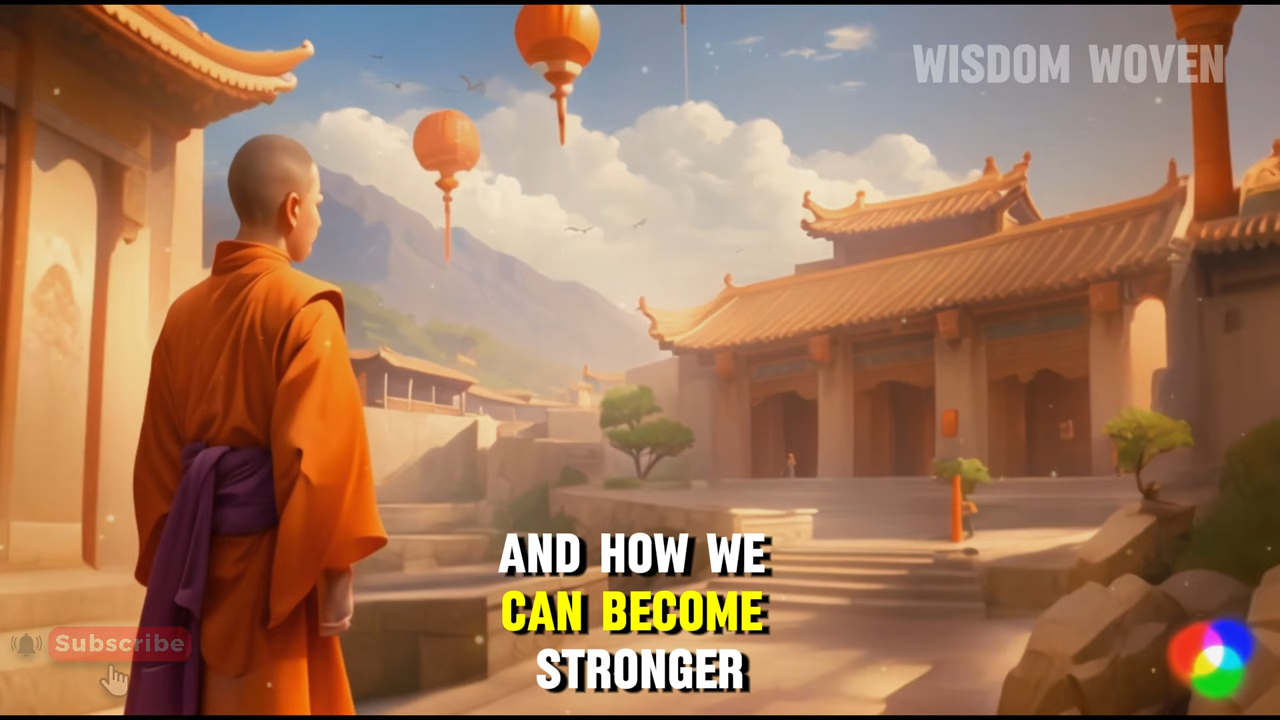 WISDOM WOVEN
AND HOW WE
CAN BECOME
STRONGER
Subscribe